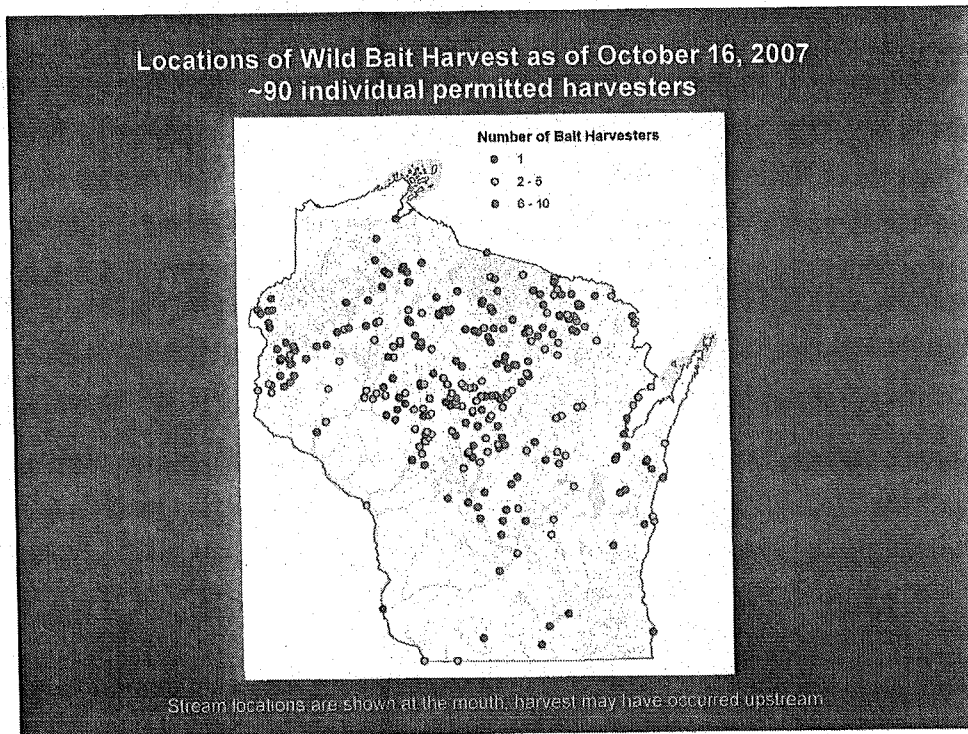 Locations of Wild Bait Harvest as of October 16, 2007
~90 individual permitted harvesters
Number of Bait Harvesters
1
2 - 5
6 - 10
Stream locations are shown at the mouth, harvest may have occurred upstream